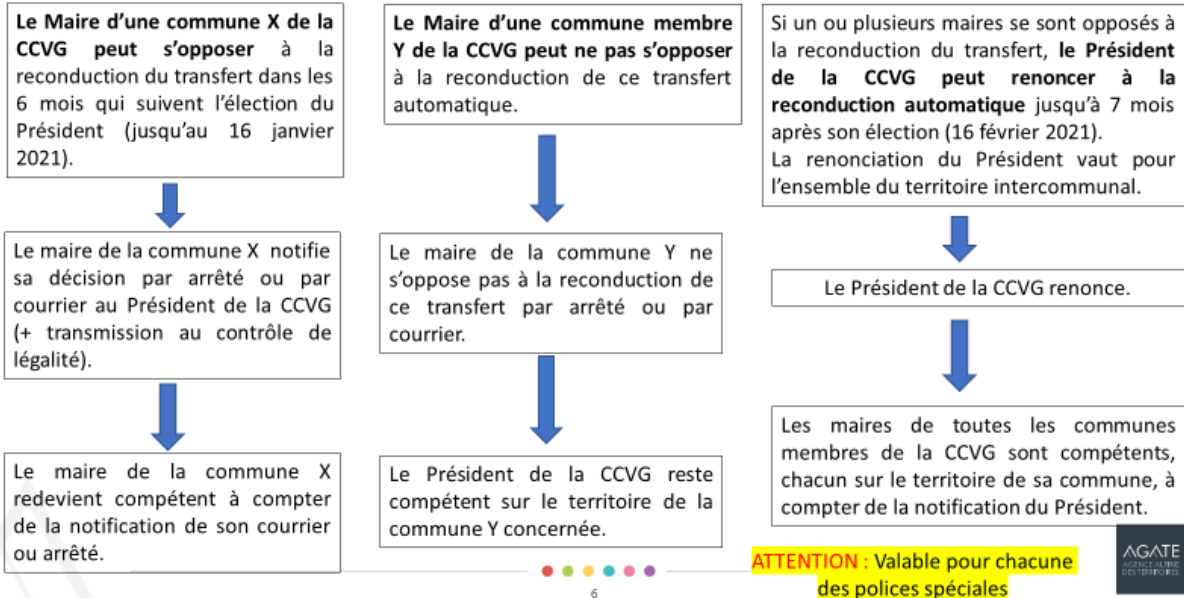 Le Maire d’une commune X de la
CCVG peut s’opposer à la
reconduction du transfert dans les
6 mois qui suivent l’élection du
Président (jusqu’au 16 janvier
2021).
Le maire de la commune X notifie
sa décision par arrêté ou par
courrier au Président de la CCVG
(+ transmission au contrôle de
légalité).
Le maire de la commune X
redevient compétent à compter
de la notification de son courrier
ou arrêté.
Le Maire d’une commune membre
Y de la CCVG peut ne pas s’opposer
à la reconduction de ce transfert
automatique.
Le maire de la commune Y ne
s’oppose pas à la reconduction de
ce transfert par arrêté ou par
courrier.
Le Président de la CCVG reste
compétent sur le territoire de la
commune Y concernée.
Si un ou plusieurs maires se sont opposés à
la reconduction du transfert, le Président
de la CCVG peut renoncer à la
reconduction automatique jusqu’à 7 mois
après son élection (16 février 2021).
La renonciation du Président vaut pour
l’ensemble du territoire intercommunal.
Le Président de la CCVG renonce.
Les maires de toutes les communes
membres de la CCVG sont compétents,
chacun sur le territoire de sa commune, à
compter de la notification du Président.
ATTENTION : Valable pour chacune
des polices spéciales
6
AGATE
AGENCE ALPINE
DES TERRITOIRES